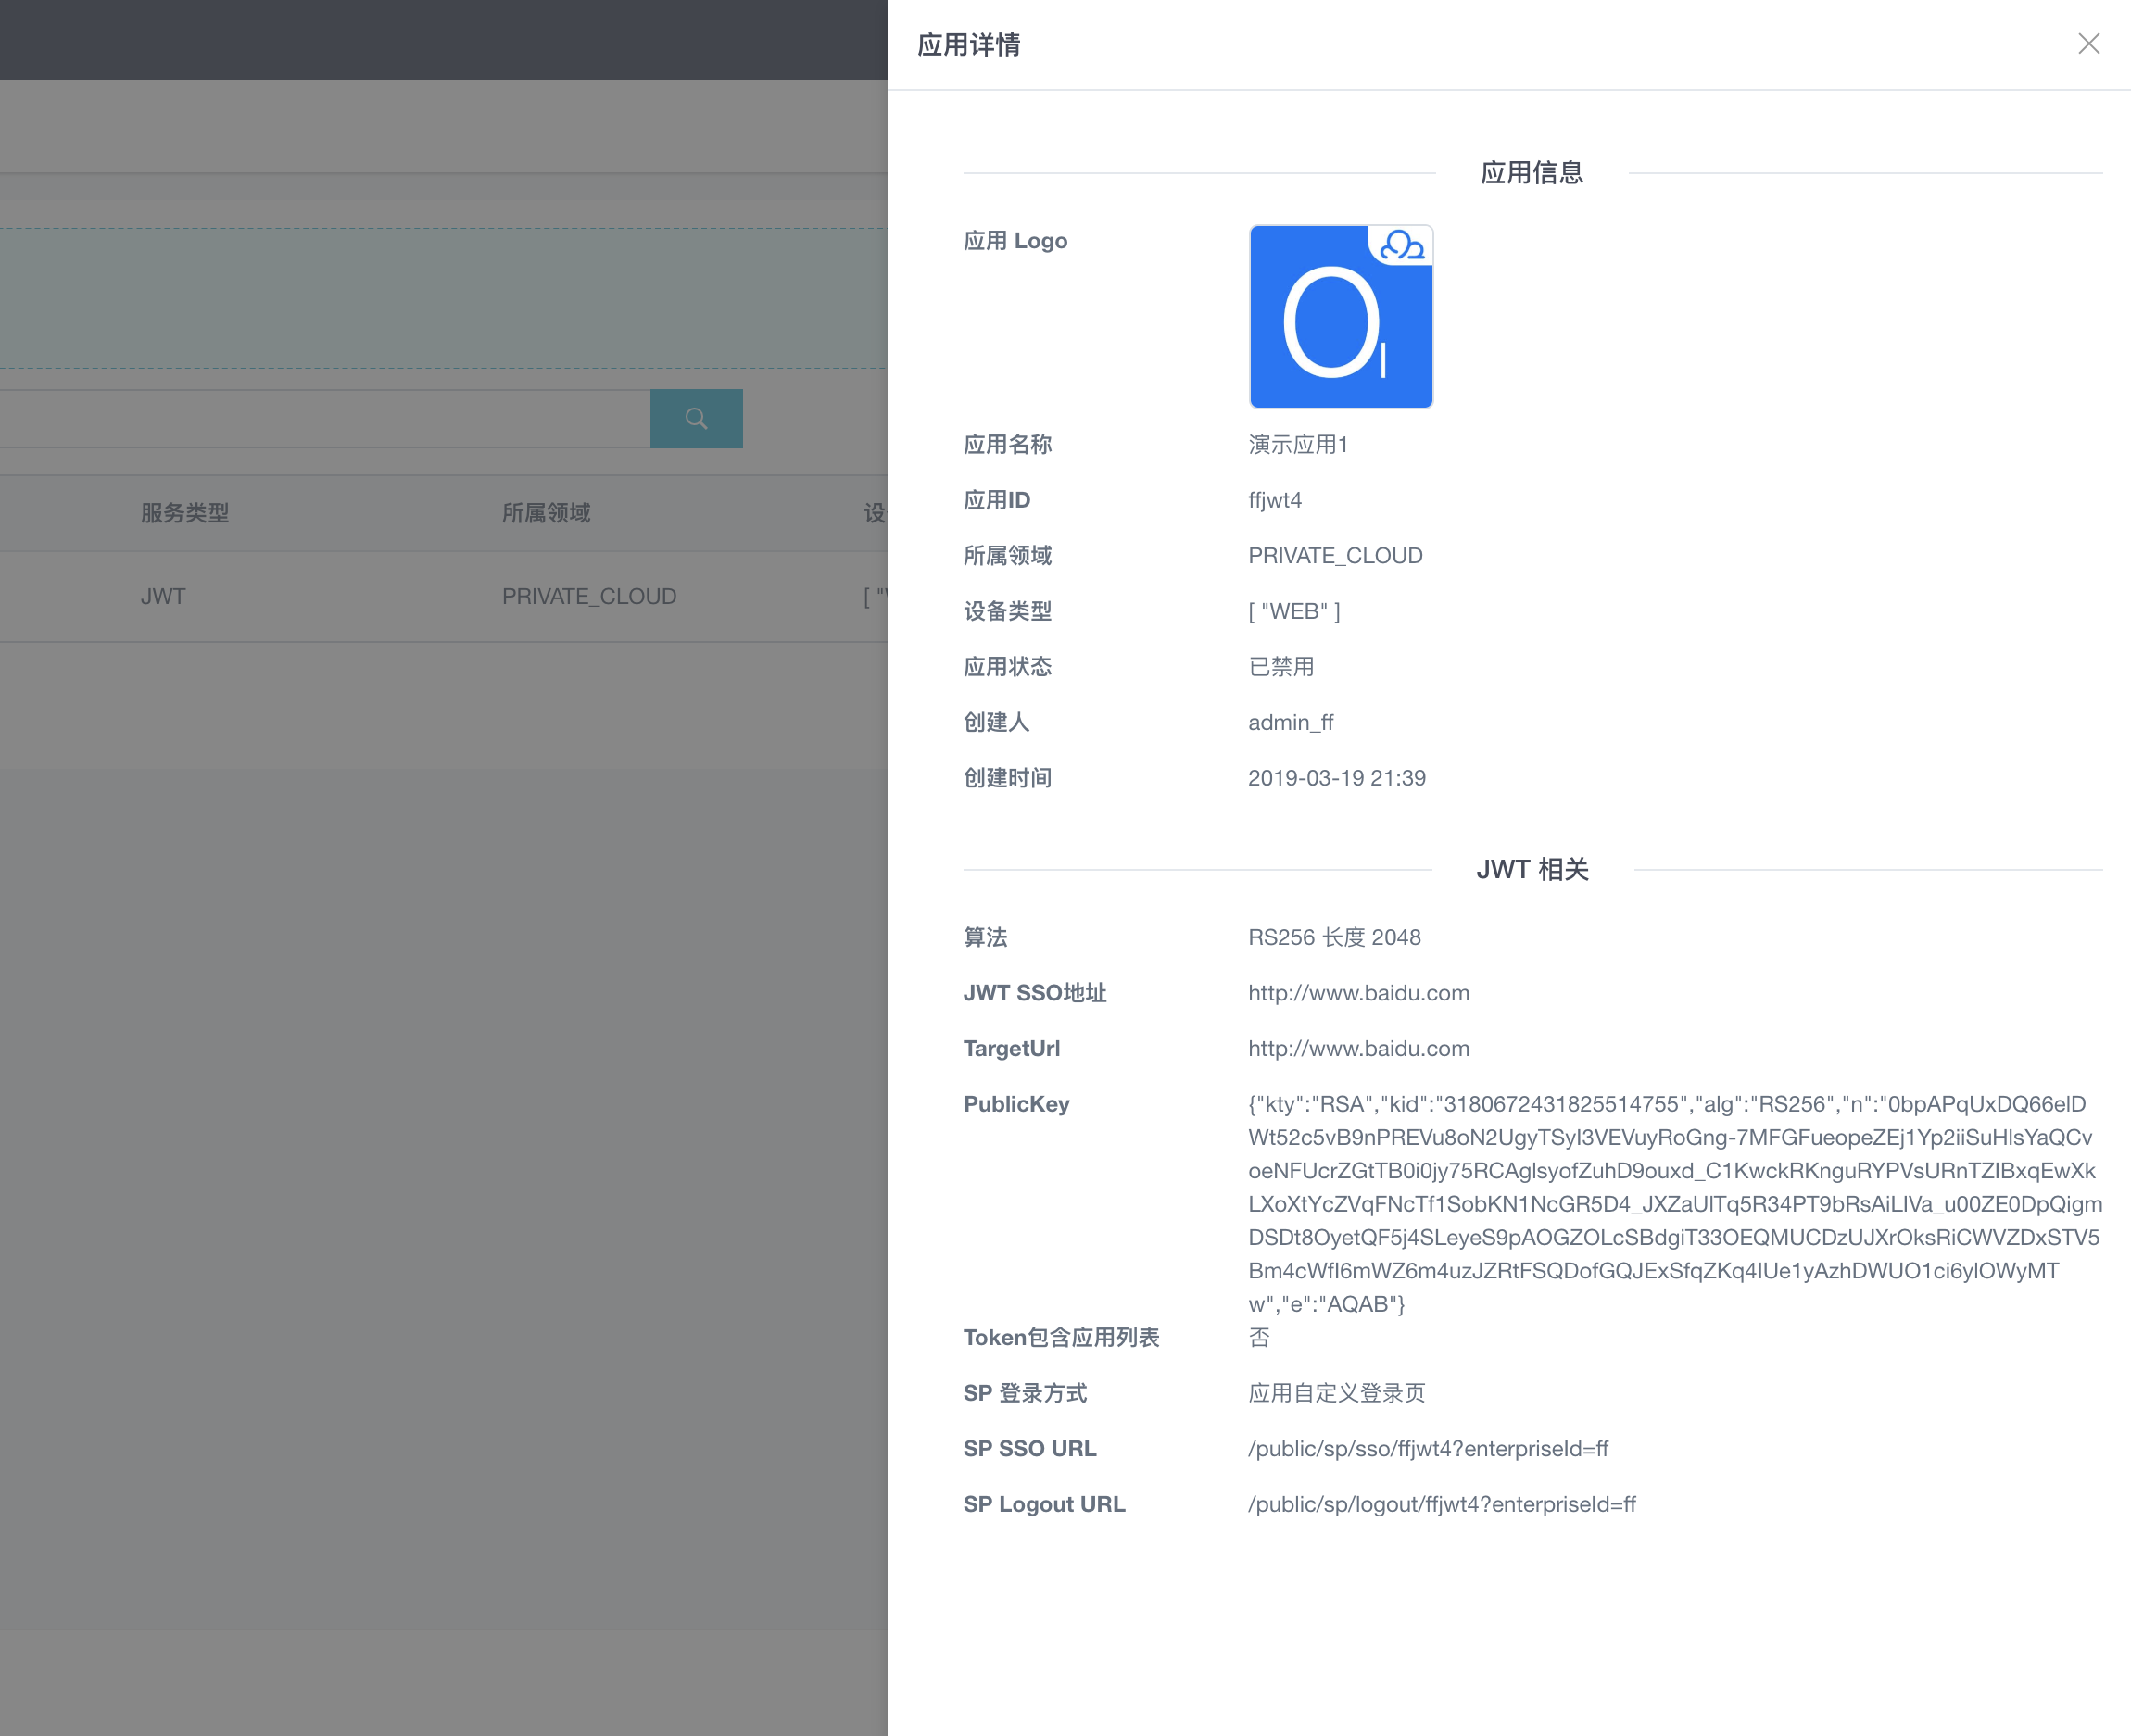 应用详情
应用信息
应用 Logo
应用名称 演示应用1
应用ID ffjwt4
所属领域 PRIVATE_CLOUD
设备类型 [ "WEB" ]
应用状态 已禁用
创建人 admin_ff
创建时间 2019-03-19 21:39
JWT 相关
算法 RS256 长度 2048
JWT SSO地址 http://www.baidu.com
TargetUrl http://www.baidu.com
PublicKey {"kty":"RSA","kid":"3180672431825514755","alg":"RS256","n":"0bpAPqUxDQ66elD
Wt52c5vB9nPREVu8oN2UgyTSyI3VEVuyRoGng-7MFGFueopeZEj1Yp2iiSuHlsYaQCv
oeNFUcrZGtTB0i0jy75RCAglsyofZuhD9ouxd_C1KwckRKnguRYPVsURnTZIBxqEwXk
LXoXtYcZVqFNcTf1SobKN1NcGR5D4_JXZaUlTq5R34PT9bRsAiLIVa_u00ZE0DpQigm
DSDt8OyetQF5j4SLeyeS9pAOGZOLcSBdgiT33OEQMUCDzUJXrOksRiCWVZDxSTV5
Bm4cWfI6mWZ6m4uzJZRtFSQDofGQJExSfqZKq4IUe1yAzhDWUO1ci6ylOWyMT
w","e":"AQAB"}
Token包含应用列表 否
SP 登录方式 应用自定义登录页
SP SSO URL /public/sp/sso/ffjwt4?enterpriseId=ff
SP Logout URL /public/sp/logout/ffjwt4?enterpriseId=ff
服务类型 所属领域 设
JWT PRIVATE_CLOUD [ "